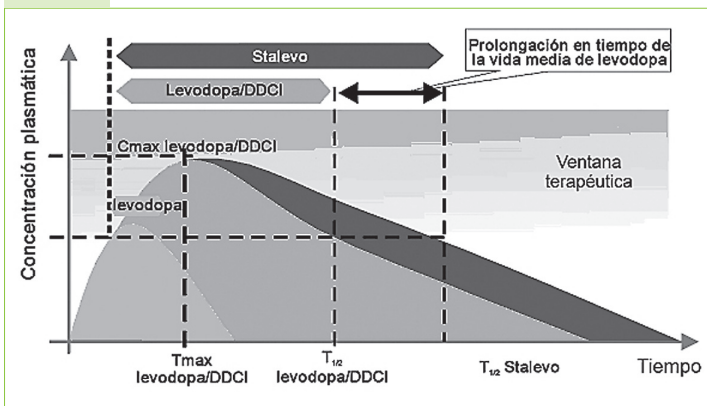 Stalevo
Prolongación en tiempo de
la vida media de levodopa
Levodopa/DDCI
Cmax levodopa/DDCI
Ventana
terapéutica
levodopa
Concentración plasmática
Tmax
levodopa/DDCI
T1/2
levodopa/DDCI
T1/2 Stalevo
Tiempo